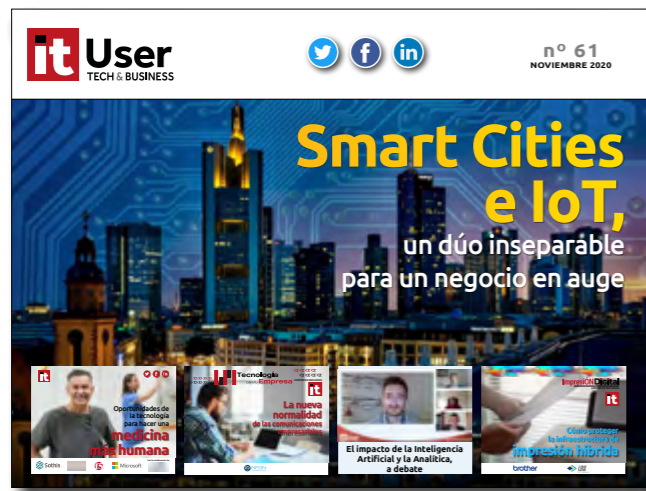 it User
TECH & BUSINESS
nº 61
NOVIEMBRE 2020
Smart Cities
e IoT,
un dúo inseparable
para un negocio en auge
it
Oportunidades de
la tecnología
para hacer una
medicina
más humana
Sothis
Microsoft
Tecnología
Empresa
it
La nueva
normalidad
de las comunicaciones
empresariales
El impacto de la Inteligencia
Artificial y la Analítica,
a debate
ImpresiÓNDigital
it
Cómo proteger
la infraestructura de
impresión híbrida
brother